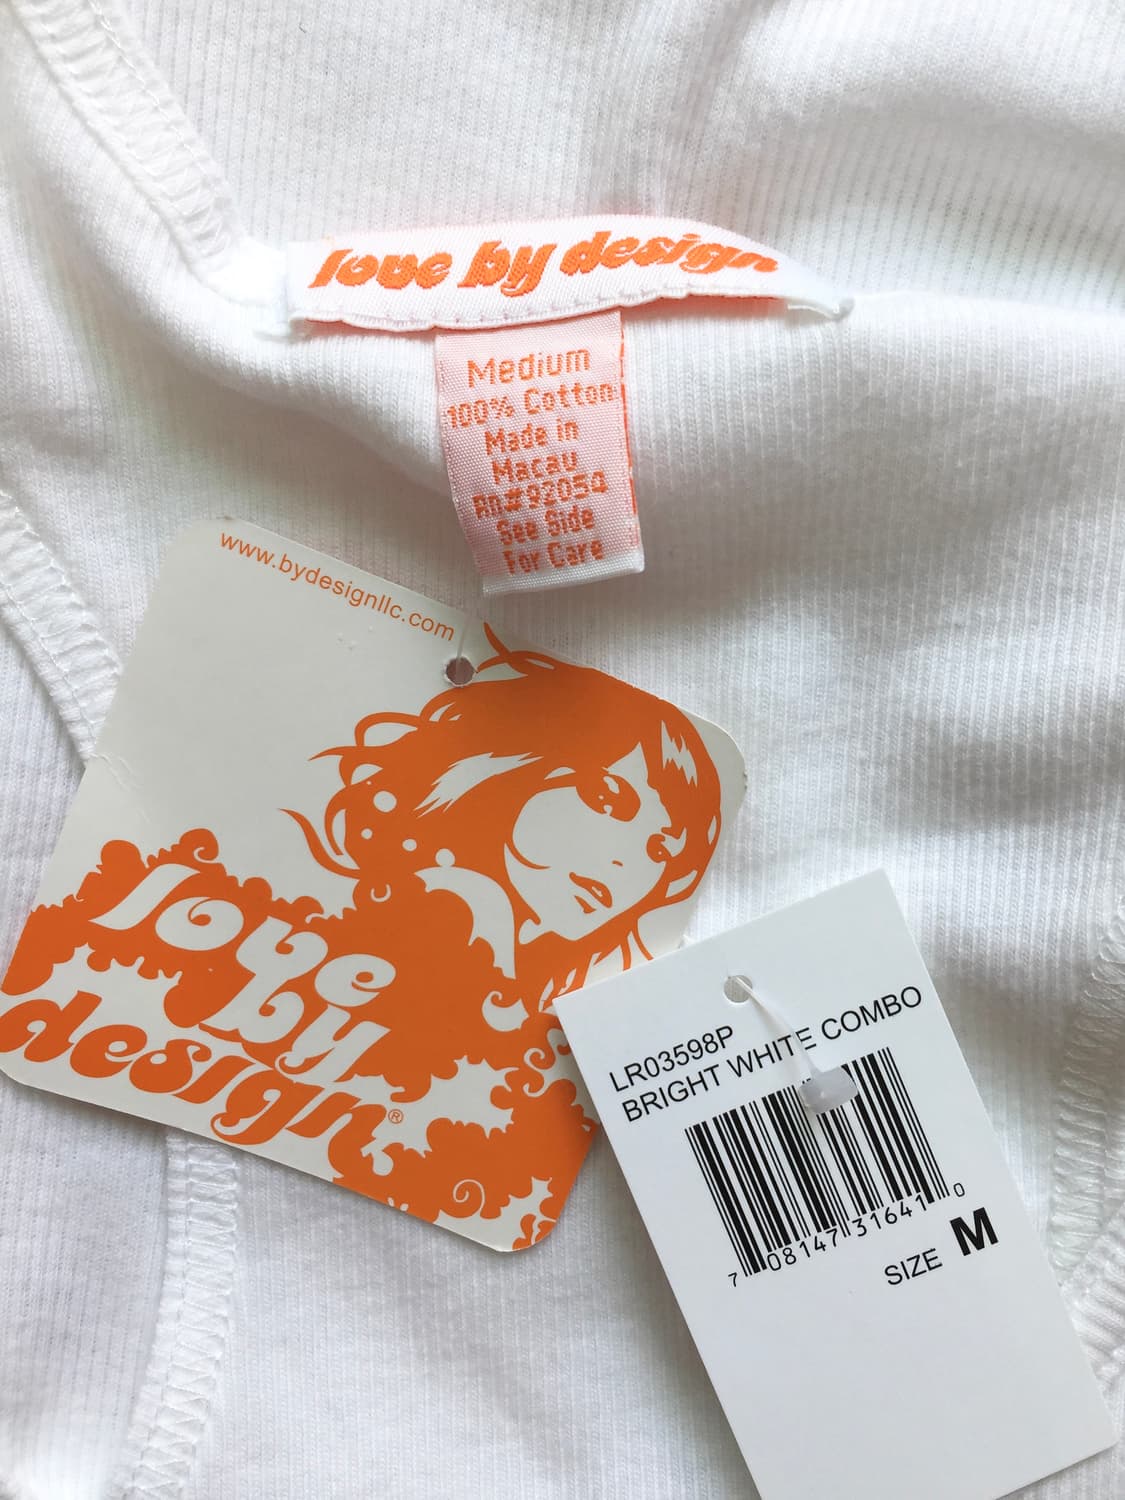 love by design
Medium
100% Cotton
Made in
Macau
RN#92054
See Side
For Care
www.bydesignllc.com
love
by
design®
LR03598P
BRIGHT WHITE COMBO
7 08147 31641 0
SIZE M